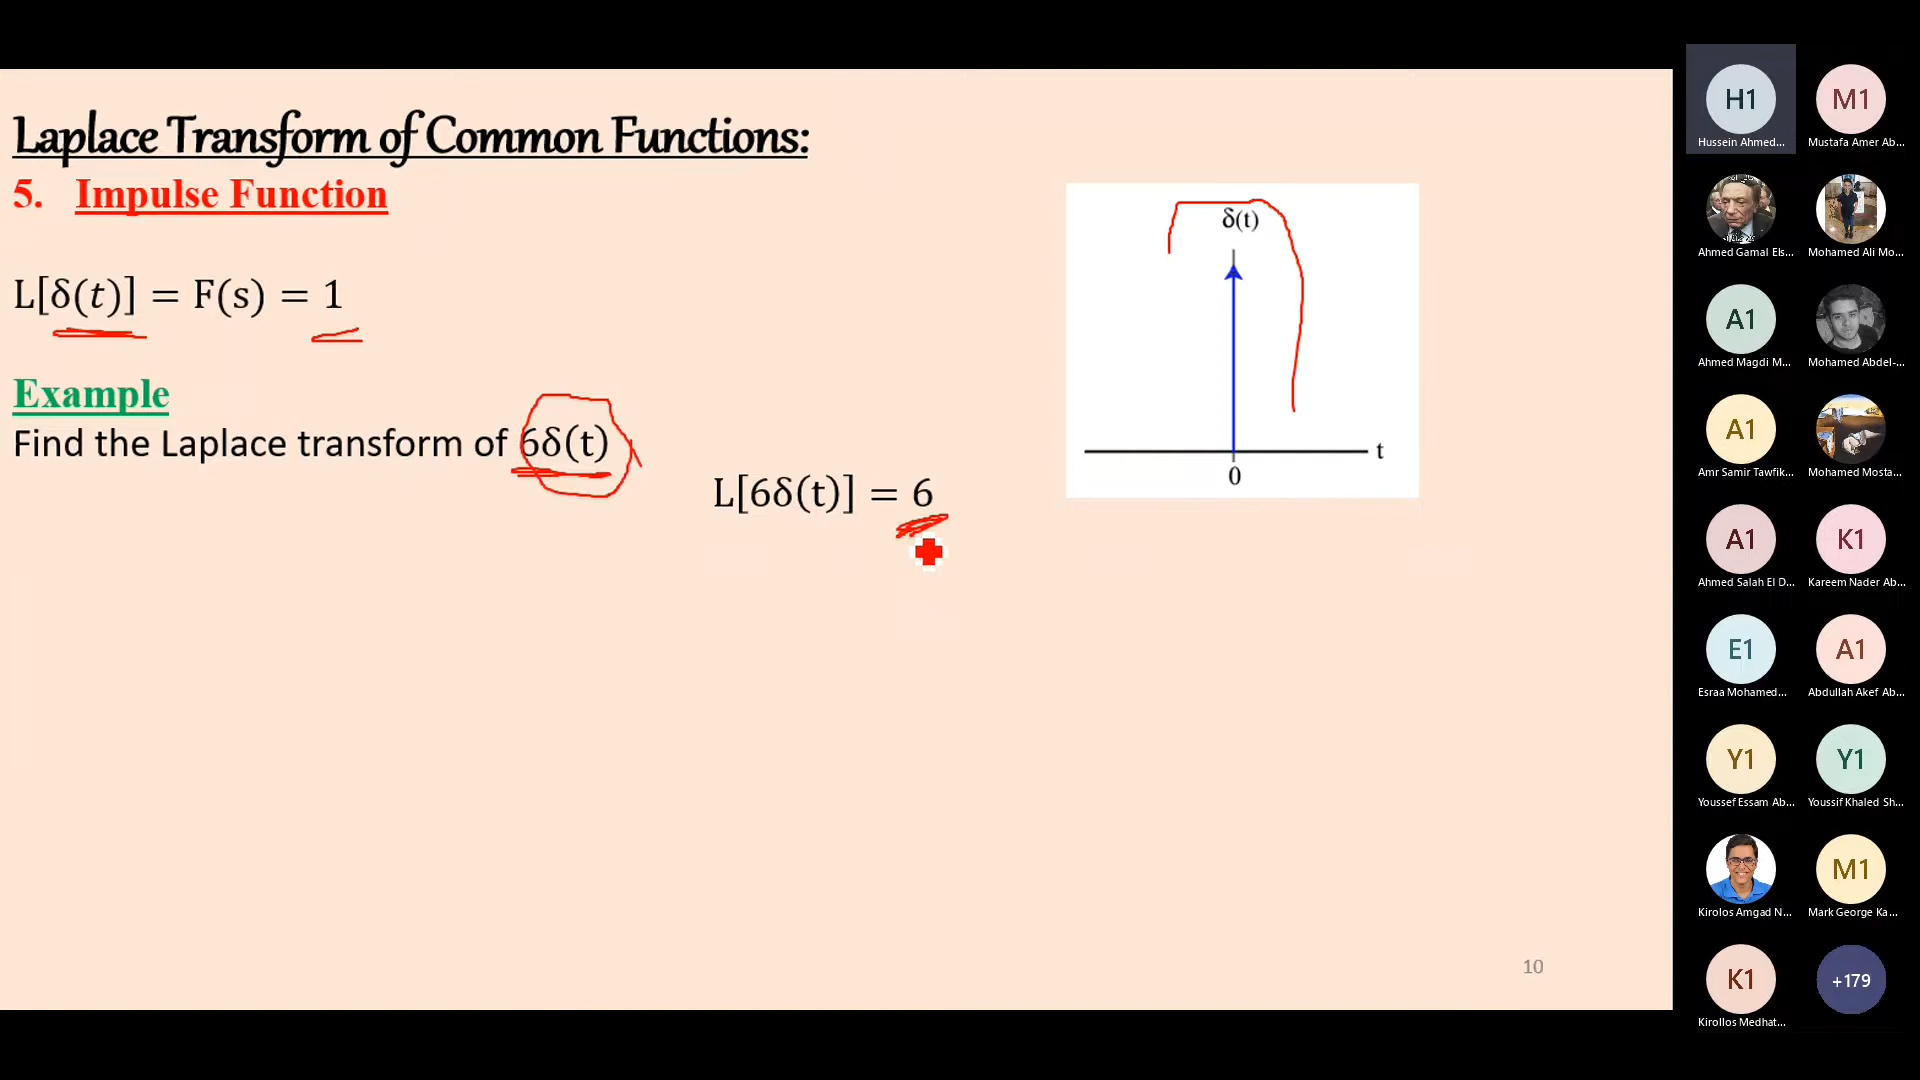 Laplace Transform of Common Functions:
5. Impulse Function
L[δ(t)] = F(s) = 1
Example
Find the Laplace transform of 6δ(t)
L[6δ(t)] = 6
δ(t)
t
0
10
H1
M1
Hussein Ahmed...
Mustafa Amer Ab...
Ahmed Gamal Els...
Mohamed Ali Mo...
A1
Ahmed Magdi M...
Mohamed Abdel-...
A1
Amr Samir Tawfik...
Mohamed Mosta...
A1
K1
Ahmed Salah El D...
Kareem Nader Ab...
E1
A1
Esraa Mohamed...
Abdullah Akef Ab...
Y1
Y1
Youssef Essam Ab...
Youssif Khaled Sh...
M1
Kirolos Amgad N...
Mark George Ka...
K1
+179
Kirollos Medhat...